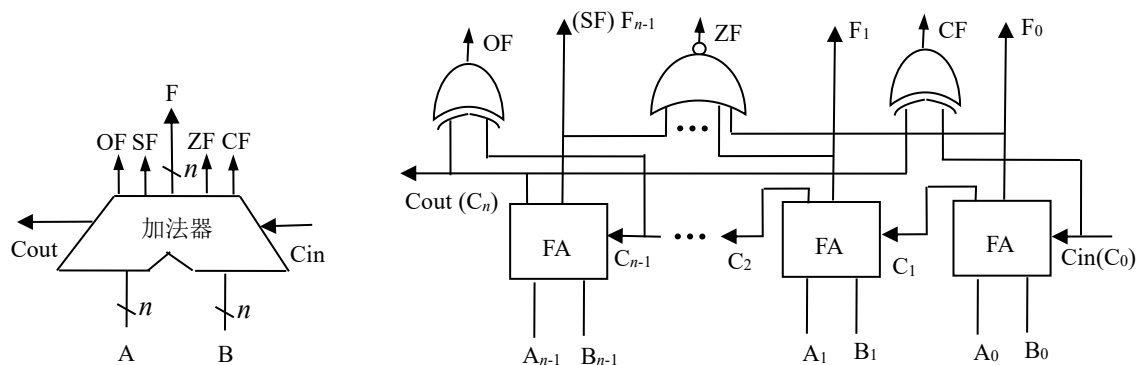 F
OF SF ZF CF
n
加法器
Cout
Cin
n
n
A
B
OF
(SF) Fn-1
ZF
F1
CF
F0
•••
Cout (Cn)
FA
Cn-1
•••
C2
FA
C1
FA
Cin(C0)
An-1
Bn-1
A1
B1
A0
B0